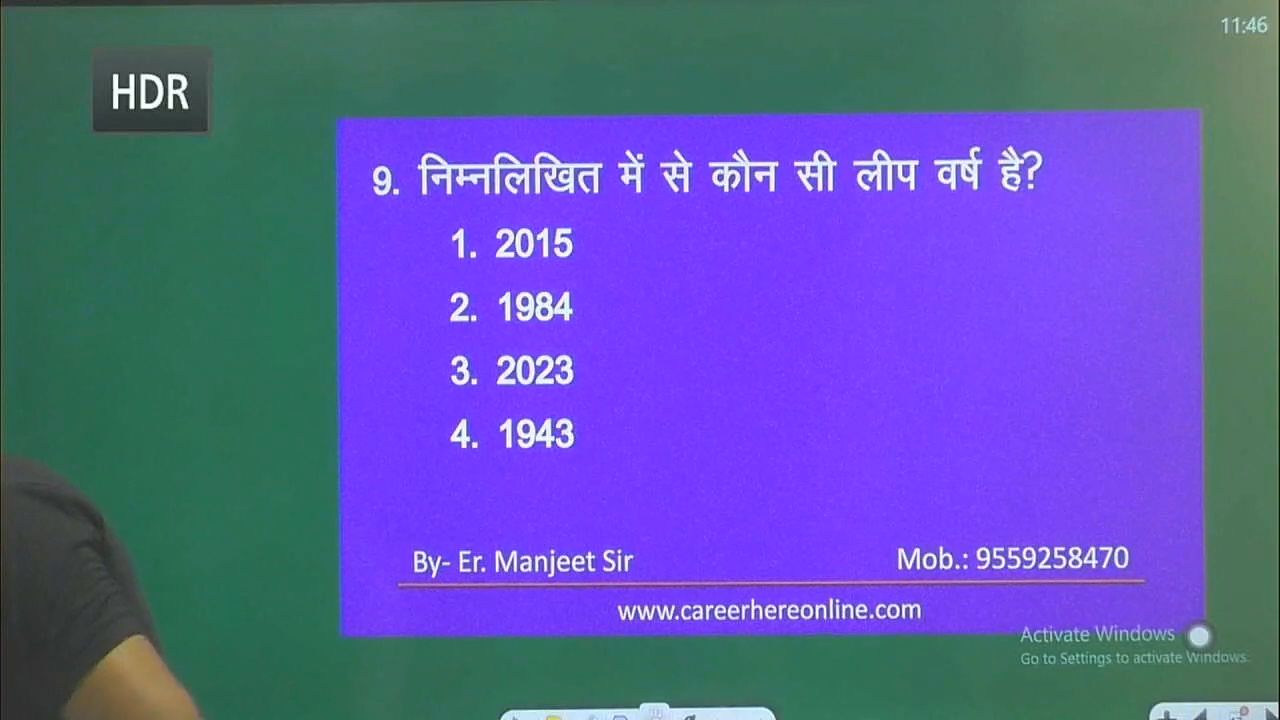 11:46
HDR
9. निम्नलिखित में से कौन सी लीप वर्ष है?
1. 2015
2. 1984
3. 2023
4. 1943
By- Er. Manjeet Sir Mob.: 9559258470
www.careerhereonline.com
Activate Windows
Go to Settings to activate Windows.